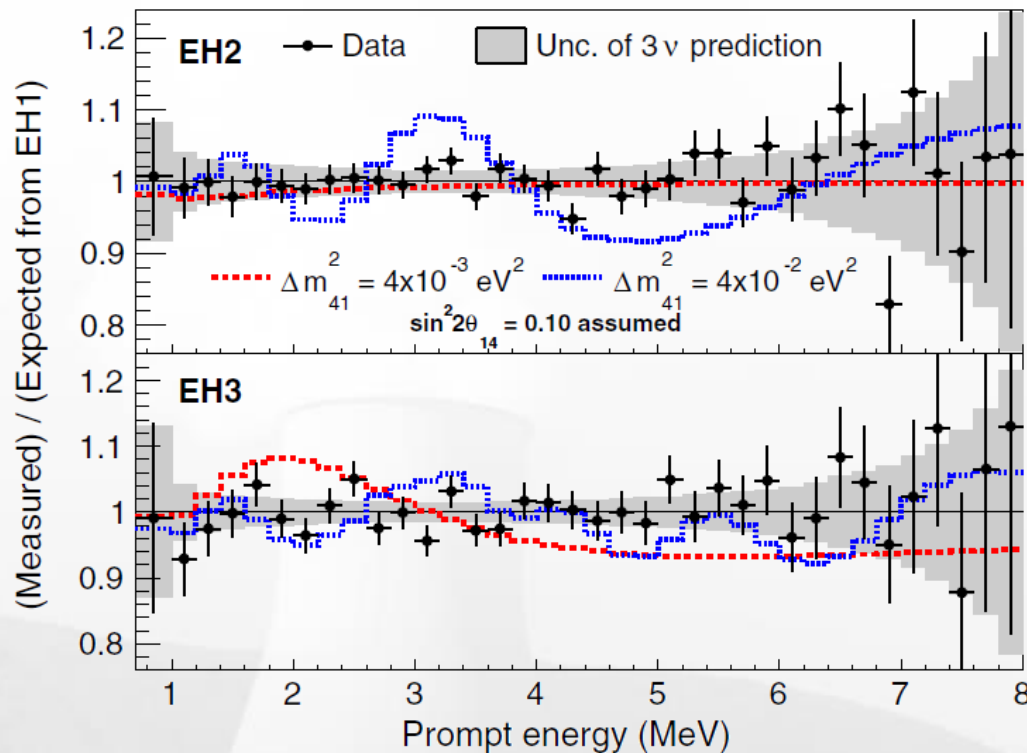 EH2
Data
Unc. of 3 ν prediction
1.2
1.1
1
0.9
0.8
Δm²₄₁ = 4x10⁻³ eV²
Δm²₄₁ = 4x10⁻² eV²
sin²2θ₁₄ = 0.10 assumed
(Measured) / (Expected from EH1)
EH3
1.2
1.1
1
0.9
0.8
1 2 3 4 5 6 7 8
Prompt energy (MeV)